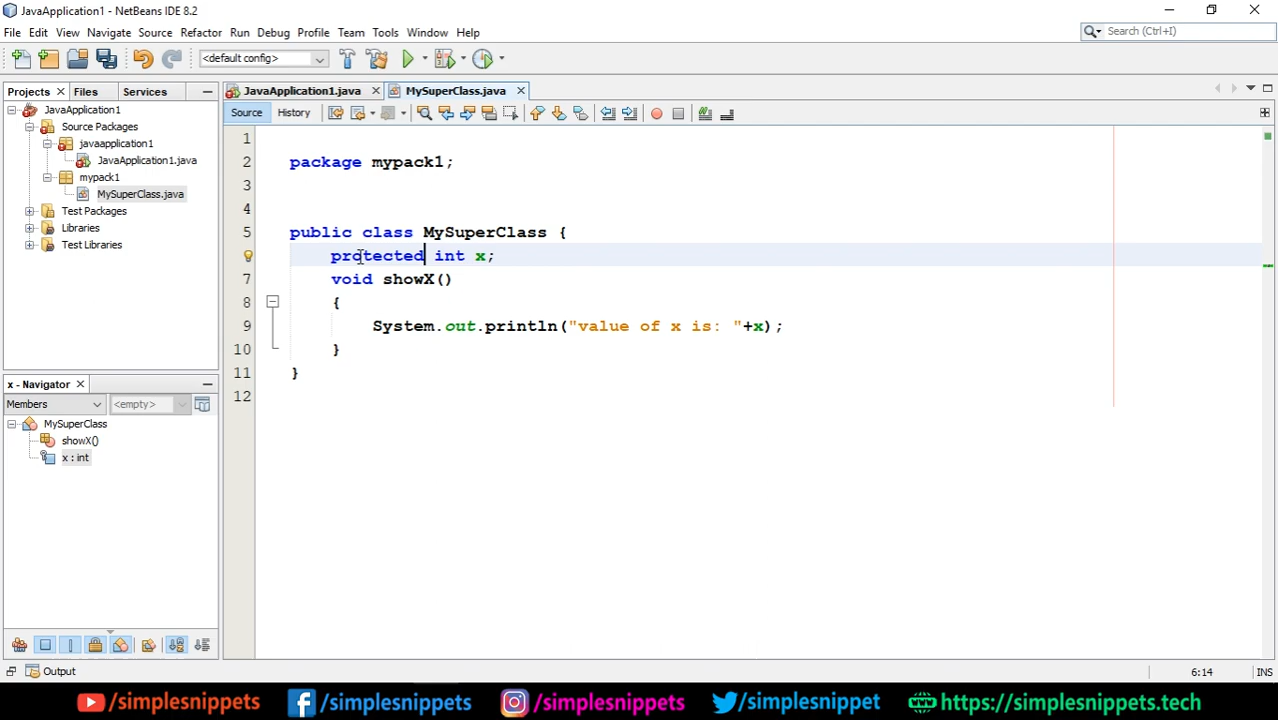 JavaApplication1 - NetBeans IDE 8.2
File Edit View Navigate Source Refactor Run Debug Profile Team Tools Window Help
Search (Ctrl+I)
<default config>
Projects Files Services
JavaApplication1.java MySuperClass.java
Source History
JavaApplication1
Source Packages
javaapplication1
JavaApplication1.java
mypack1
MySuperClass.java
Test Packages
Libraries
Test Libraries
1
2 package mypack1;
3
4
5 public class MySuperClass {
6 protected int x;
7 void showX()
8 {
9 System.out.println("value of x is: "+x);
10 }
11 }
12
x - Navigator
Members <empty>
MySuperClass
showX()
x : int
Output
6:14 INS
/simplesnippets /simplesnippets /simplesnippets /simplesnippets https://simplesnippets.tech